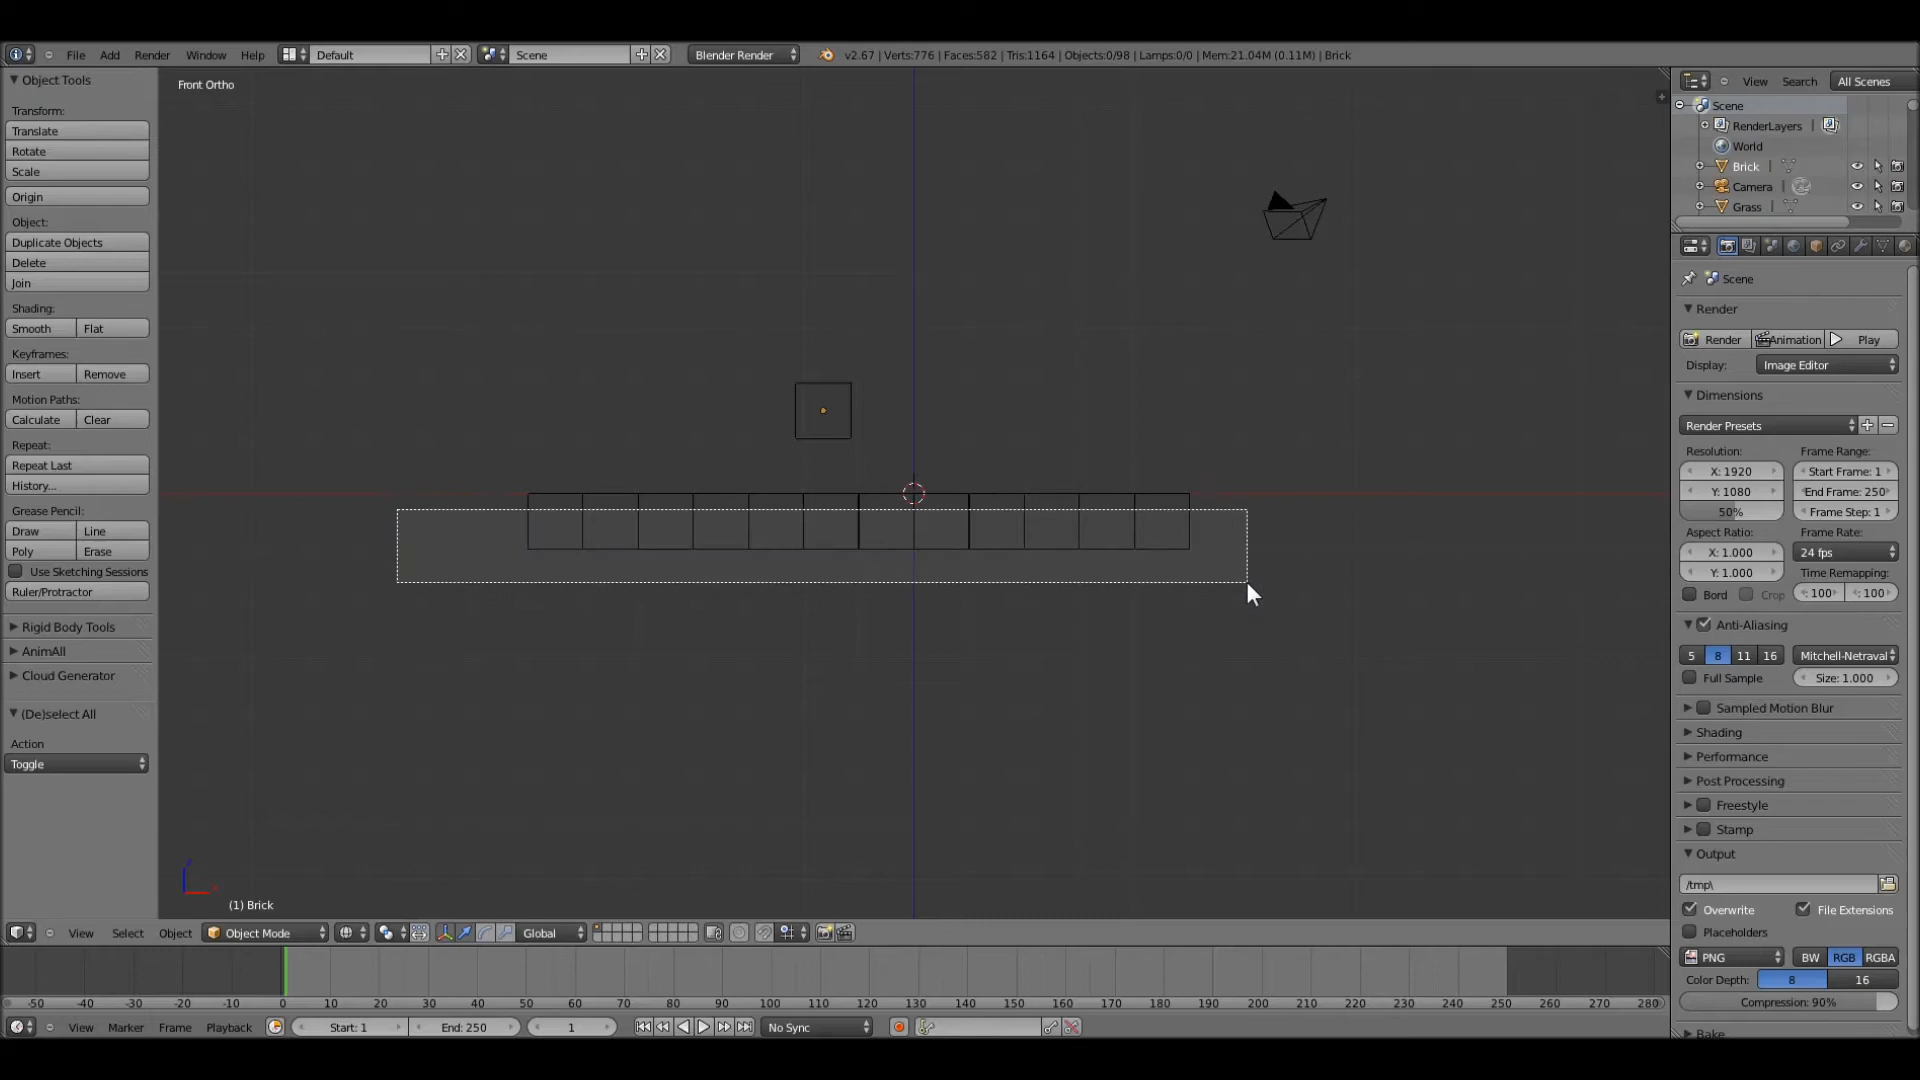 File Add Render Window Help Default Scene Blender Render v2.67 | Verts:776 | Faces:582 | Tris:1164 | Objects:0/98 | Lamps:0/0 | Mem:21.04M (0.11M) | Brick
Object Tools
Transform:
Translate
Rotate
Scale
Origin
Object:
Duplicate Objects
Delete
Join
Shading:
Smooth Flat
Keyframes:
Insert Remove
Motion Paths:
Calculate Clear
Repeat:
Repeat Last
History...
Grease Pencil:
Draw Line
Poly Erase
Use Sketching Sessions
Ruler/Protractor
Rigid Body Tools
AnimAll
Cloud Generator
(De)select All
Action
Toggle
Front Ortho
(1) Brick
View Select Object Object Mode Global
-50 -40 -30 -20 -10 0 10 20 30 40 50 60 70 80 90 100 110 120 130 140 150 160 170 180 190 200 210 220 230 240 250 260 270 280
View Marker Frame Playback Start: 1 End: 250 1 No Sync
View Search All Scenes
Scene
RenderLayers |
World
Brick |
Camera |
Grass |
Scene
Render
Render Animation Play
Display: Image Editor
Dimensions
Render Presets
Resolution: Frame Range:
X: 1920 Start Frame: 1
Y: 1080 End Frame: 250
50% Frame Step: 1
Aspect Ratio: Frame Rate:
X: 1.000 24 fps
Y: 1.000 Time Remapping:
Bord Crop : 100 : 100
Anti-Aliasing
5 8 11 16 Mitchell-Netraval
Full Sample Size: 1.000
Sampled Motion Blur
Shading
Performance
Post Processing
Freestyle
Stamp
Output
/tmp\
Overwrite File Extensions
Placeholders
PNG BW RGB RGBA
Color Depth: 8 16
Compression: 90%
Bake